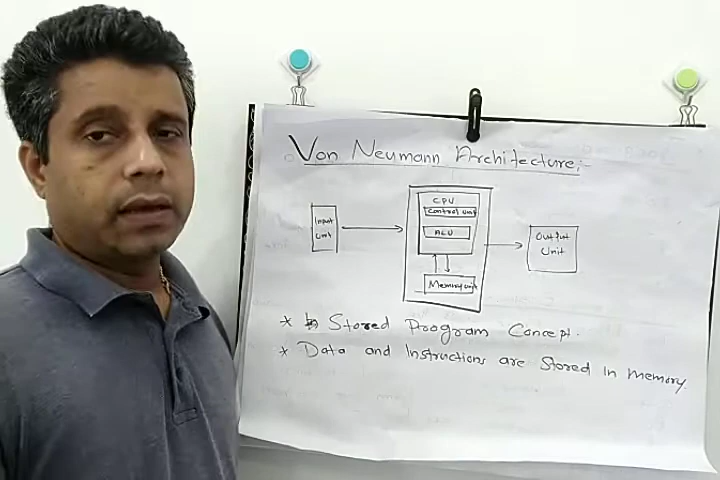 Von Neumann Architecture:-
CPU
Control unit
Input
Unit
ALU
Output
Unit
Memory unit
* Stored Program Concept.
* Data and Instructions are Stored in memory.